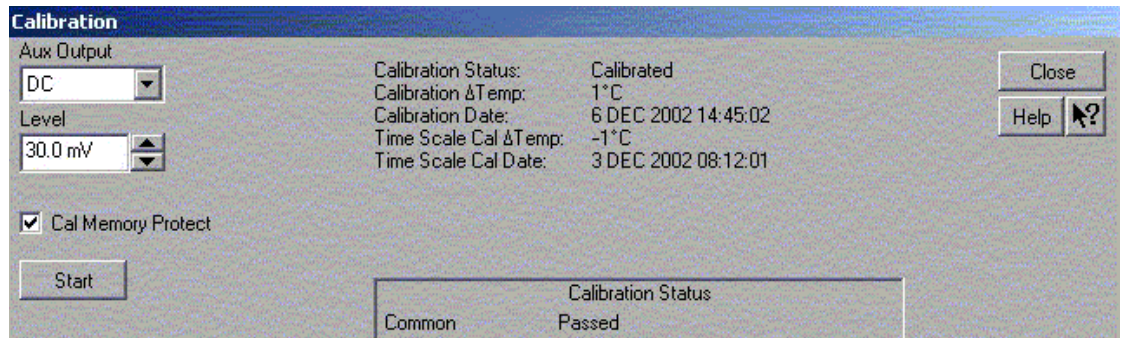 Calibration
Aux Output
DC
Level
30.0 mV
Cal Memory Protect
Start
Calibration Status: Calibrated
Calibration ΔTemp: 1°C
Calibration Date: 6 DEC 2002 14:45:02
Time Scale Cal ΔTemp: -1°C
Time Scale Cal Date: 3 DEC 2002 08:12:01
Close
Help ?
Calibration Status
Common Passed